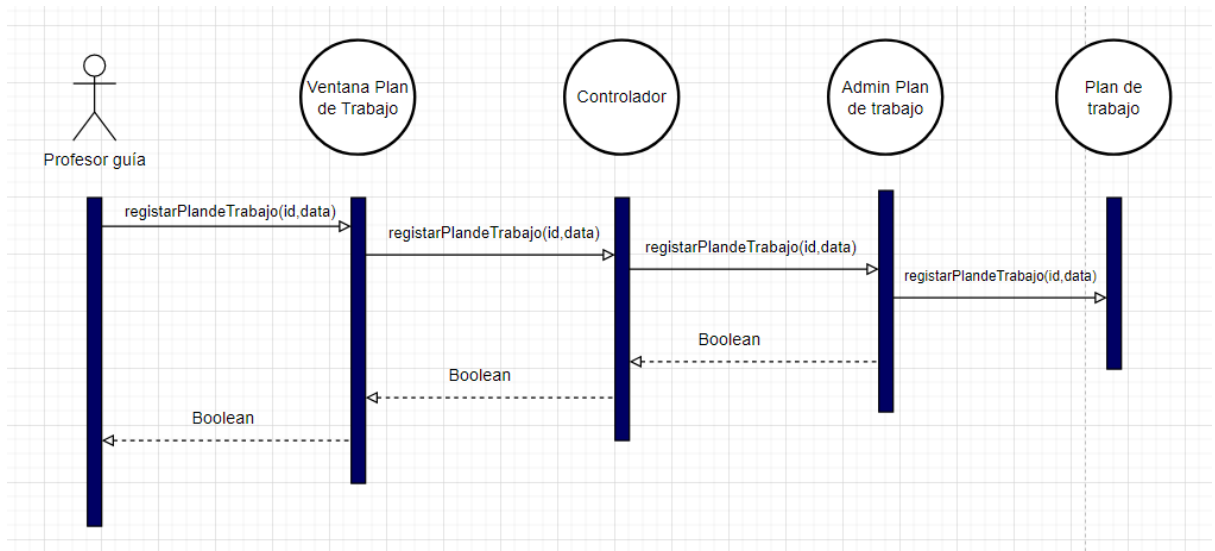 Ventana Plan
de Trabajo
Controlador
Admin Plan
de trabajo
Plan de
trabajo
Profesor guía
registarPlandeTrabajo(id,data)
registarPlandeTrabajo(id,data)
registarPlandeTrabajo(id,data)
registarPlandeTrabajo(id,data)
Boolean
Boolean
Boolean